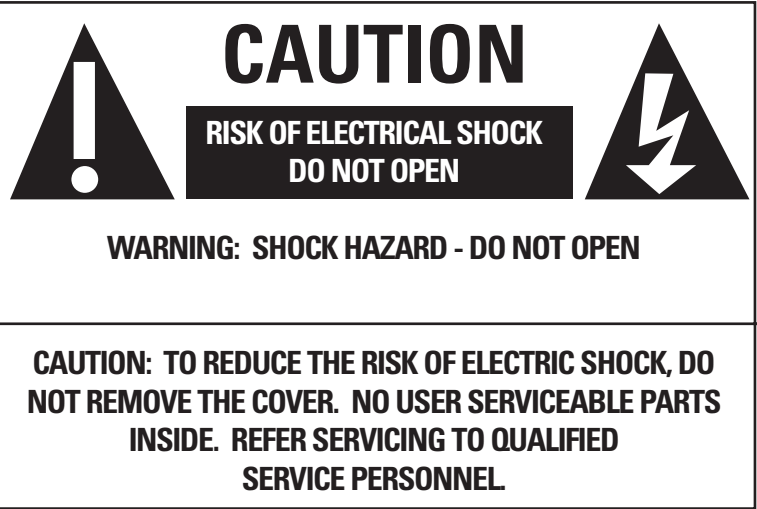 CAUTION
RISK OF ELECTRICAL SHOCK
DO NOT OPEN
WARNING: SHOCK HAZARD - DO NOT OPEN
CAUTION: TO REDUCE THE RISK OF ELECTRIC SHOCK, DO
NOT REMOVE THE COVER. NO USER SERVICEABLE PARTS
INSIDE. REFER SERVICING TO QUALIFIED
SERVICE PERSONNEL.